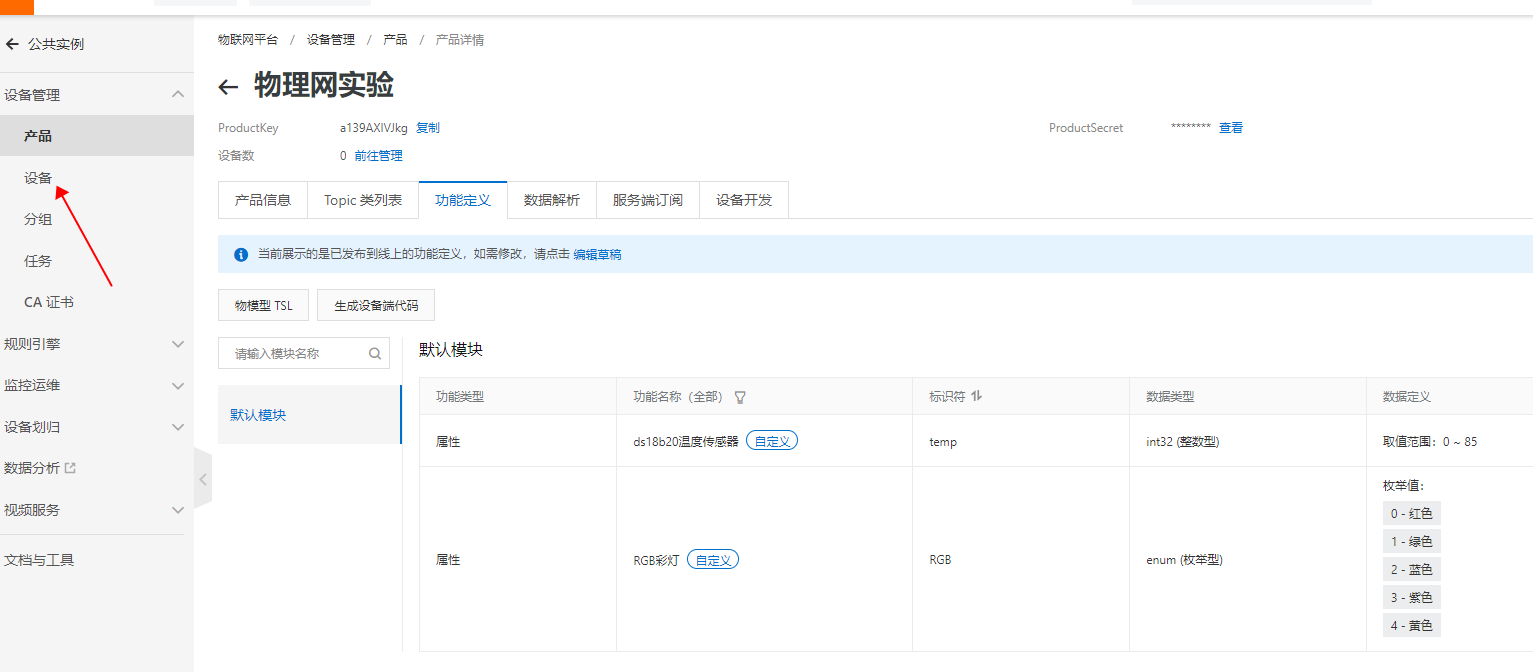 公共实例
设备管理
产品
设备
分组
任务
CA 证书
规则引擎
监控运维
设备划归
数据分析
视频服务
文档与工具
物联网平台 / 设备管理 / 产品 / 产品详情
物理网实验
ProductKey a139AXlVJkg 复制 ProductSecret ******** 查看
设备数 0 前往管理
产品信息 Topic 类列表 功能定义 数据解析 服务端订阅 设备开发
当前展示的是已发布到线上的功能定义，如需修改，请点击 编辑草稿
物模型 TSL 生成设备端代码
请输入模块名称
默认模块
默认模块
功能类型 功能名称（全部） 标识符 数据类型 数据定义
属性 ds18b20温度传感器 自定义 temp int32 (整数型) 取值范围：0 ~ 85
属性 RGB彩灯 自定义 RGB enum (枚举型)
枚举值：
0 - 红色
1 - 绿色
2 - 蓝色
3 - 紫色
4 - 黄色